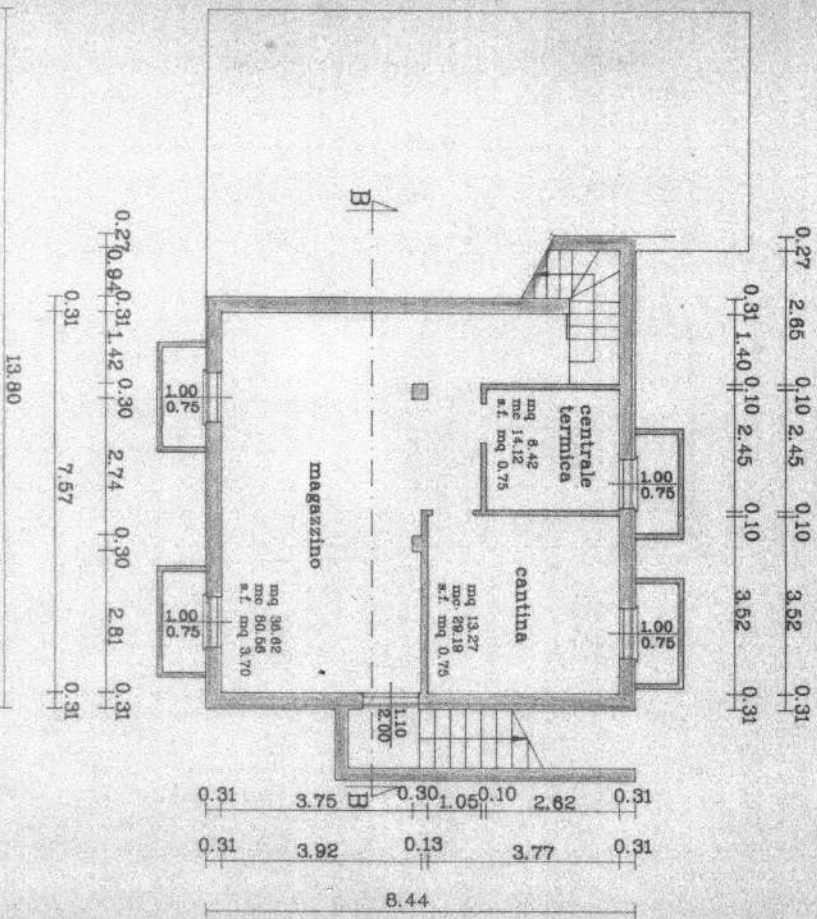 0.27 2.65 0.10 2.45 0.10 3.52 0.31
0.31 1.40 0.10 2.45 0.10 3.52 0.31
1.00
0.75
1.00
0.75
centrale
termica
mq 6.42
mc 14.12
s.f. mq 0.75
cantina
mq 13.27
mc 29.19
s.f. mq 0.75
B
magazzino
mq 36.62
mc 80.56
s.f. mq 3.70
1.10
2.00
B
1.00
0.75
1.00
0.75
0.27 0.94 0.31 1.42 0.30 2.74 0.30 2.81 0.31
0.31 7.57 0.31
13.80
0.31 3.75 0.30 1.05 0.10 2.62 0.31
0.31 3.92 0.13 3.77 0.31
8.44